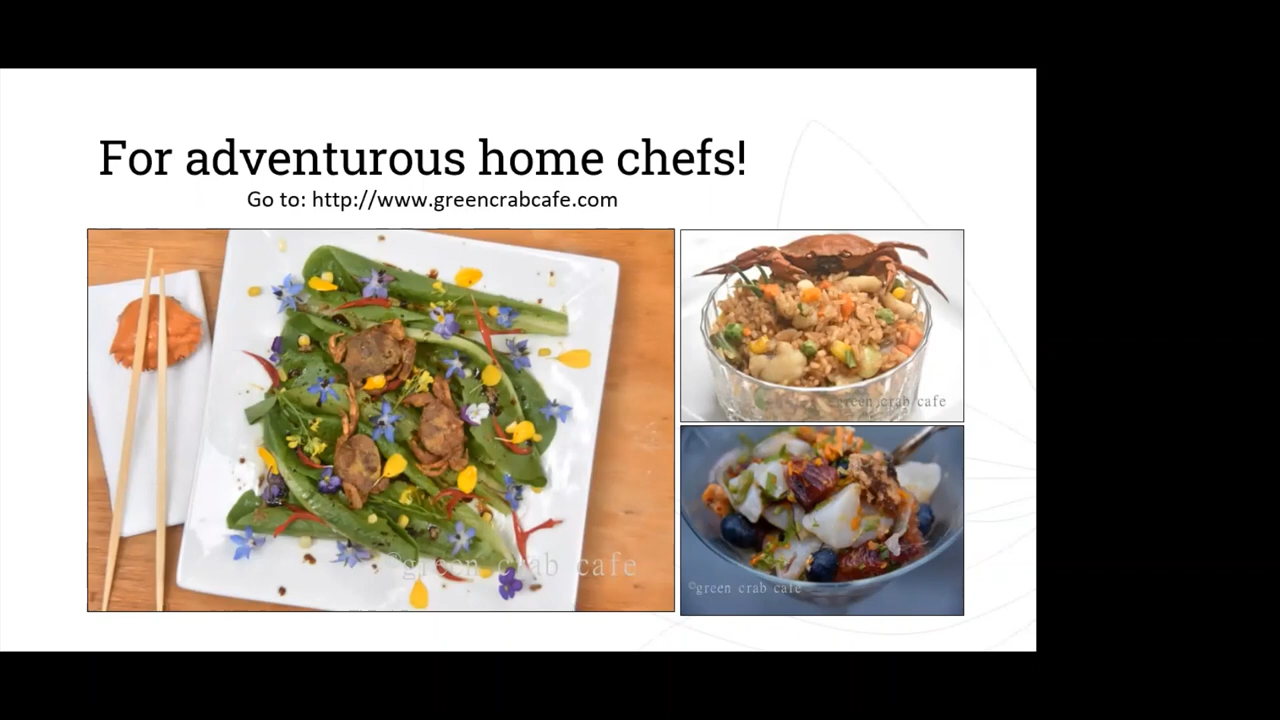 For adventurous home chefs!
Go to: http://www.greencrabcafe.com
green crab cafe
©green crab cafe
©green crab cafe